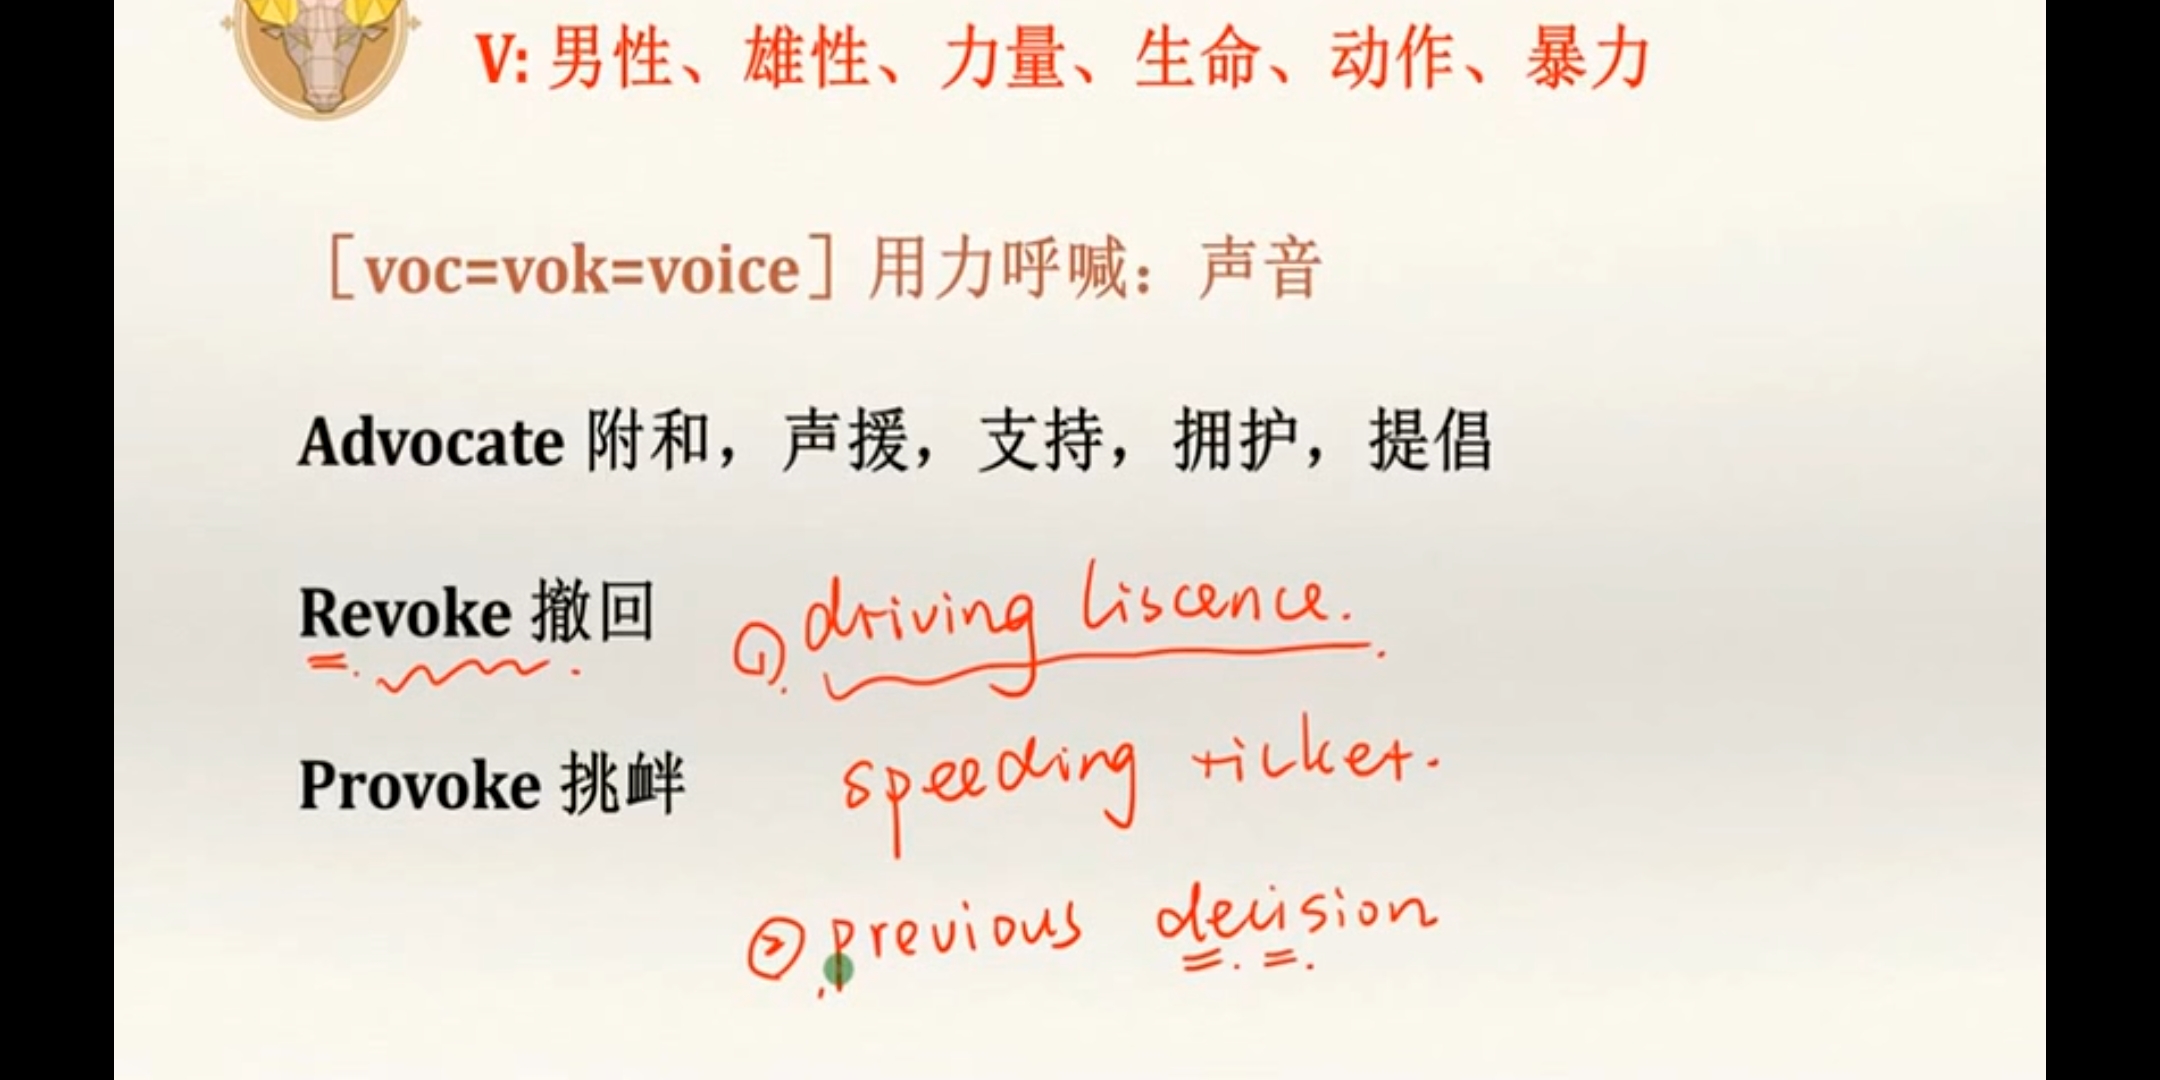 V: 男性、雄性、力量、生命、动作、暴力
［voc=vok=voice］用力呼喊：声音
Advocate 附和，声援，支持，拥护，提倡
Revoke 撤回 ①. driving liscence.
Provoke 挑衅 speeding ticket.
② previous decision